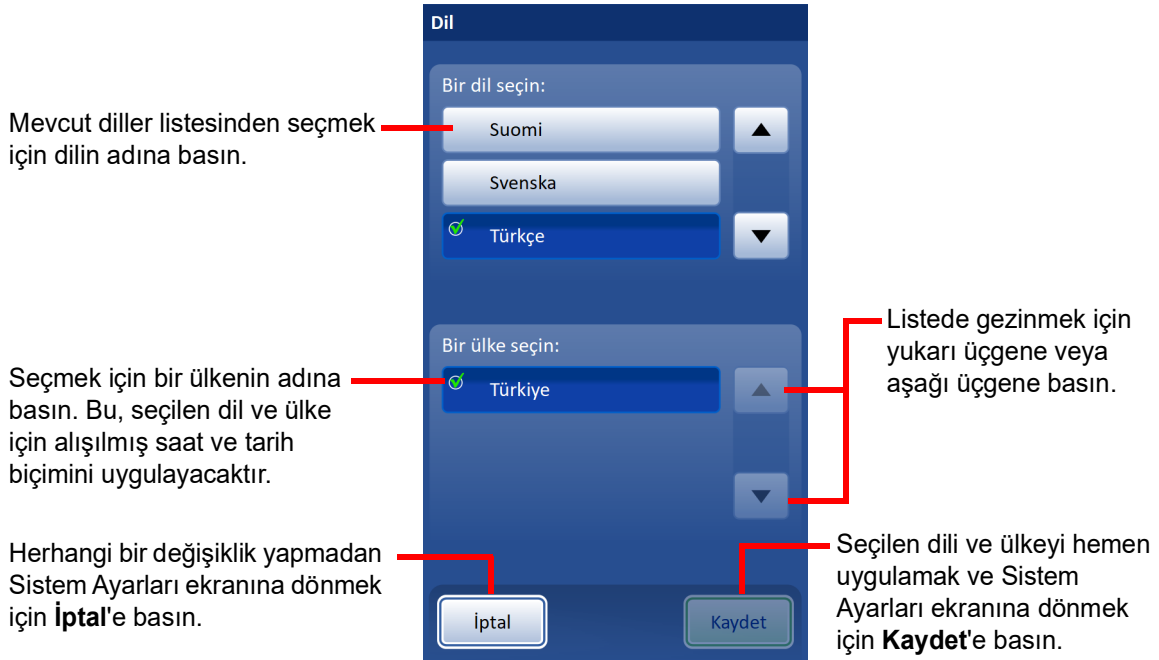 Dil
Bir dil seçin:
Mevcut diller listesinden seçmek
için dilin adına basın.
Suomi
Svenska
Türkçe
Listede gezinmek için
yukarı üçgene veya
aşağı üçgene basın.
Bir ülke seçin:
Türkiye
Seçmek için bir ülkenin adına
basın. Bu, seçilen dil ve ülke
için alışılmış saat ve tarih
biçimini uygulayacaktır.
Herhangi bir değişiklik yapmadan
Sistem Ayarları ekranına dönmek
için İptal'e basın.
İptal
Kaydet
Seçilen dili ve ülkeyi hemen
uygulamak ve Sistem
Ayarları ekranına dönmek
için Kaydet'e basın.